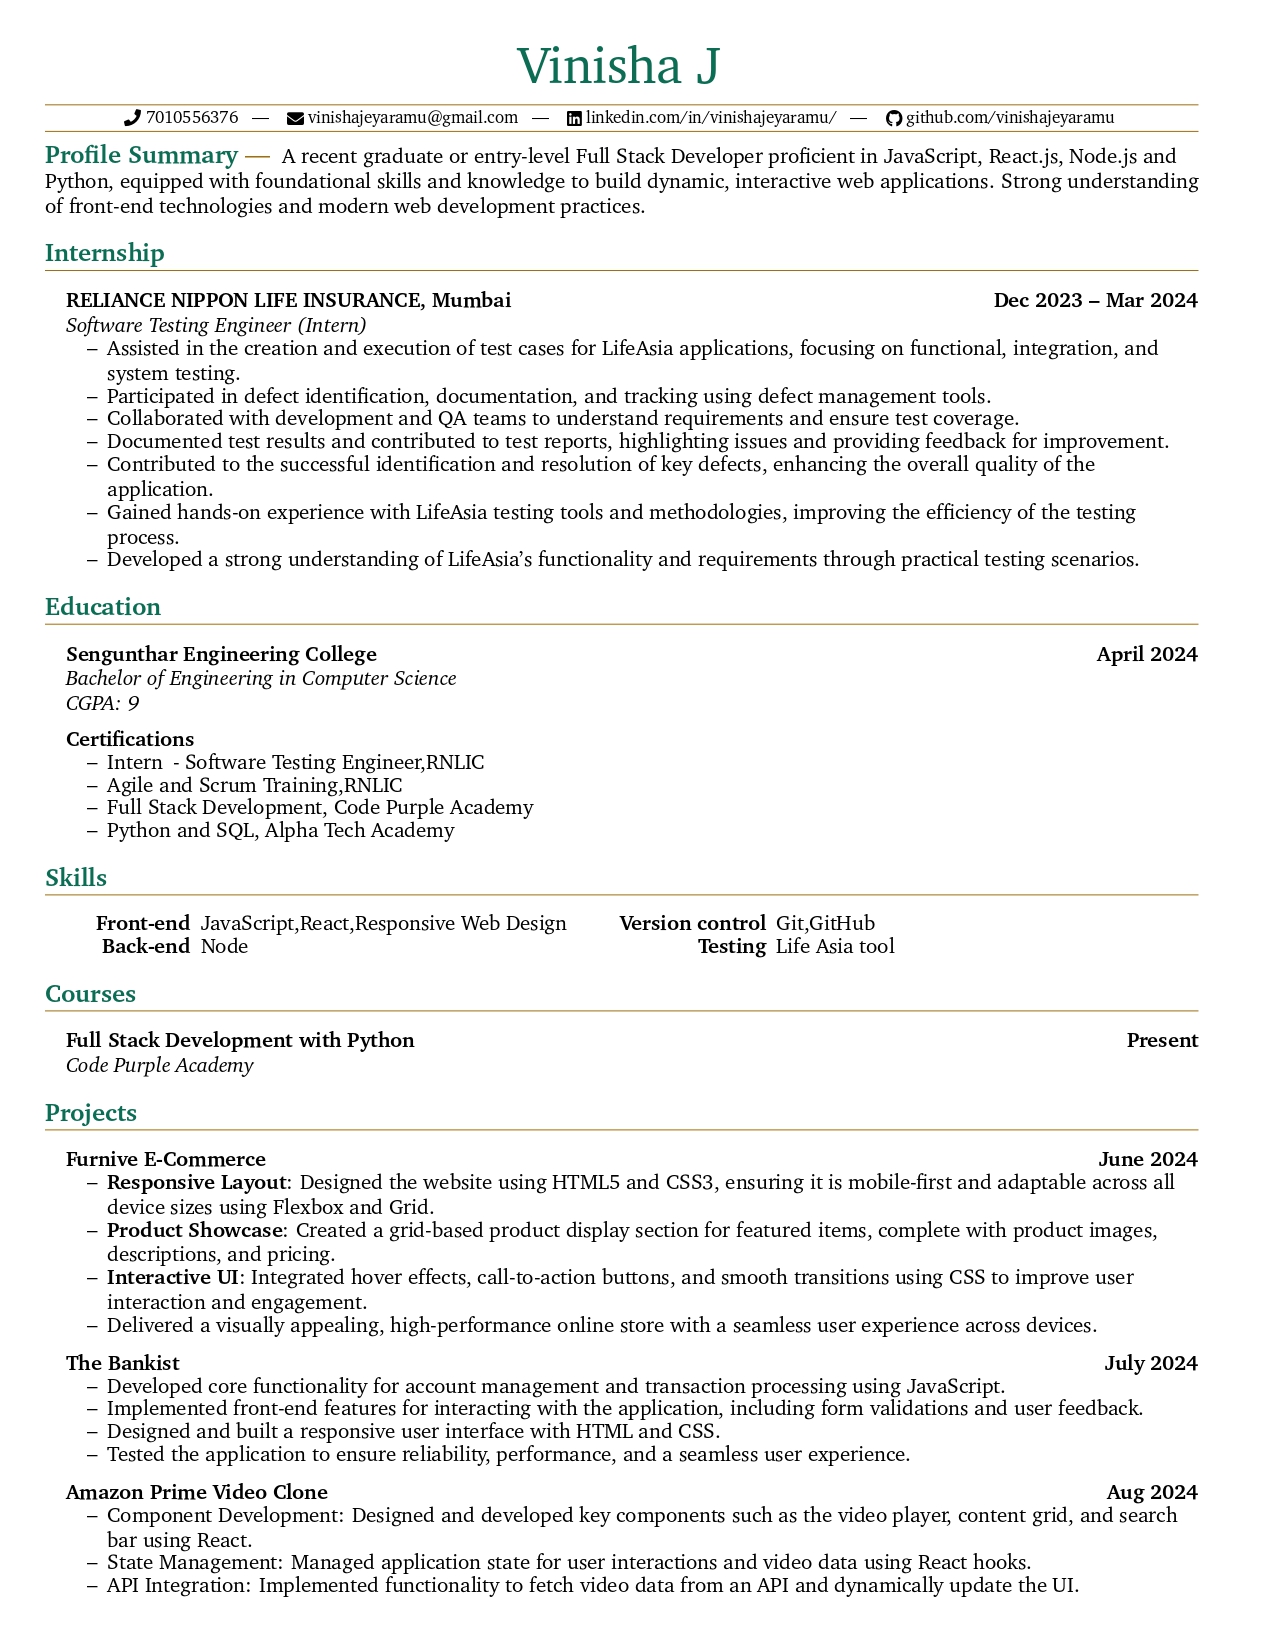 Vinisha J
7010556376 — vinishajeyaramu@gmail.com — linkedin.com/in/vinishajeyaramu/ — github.com/vinishajeyaramu
Profile Summary — A recent graduate or entry-level Full Stack Developer proficient in JavaScript, React.js, Node.js and
Python, equipped with foundational skills and knowledge to build dynamic, interactive web applications. Strong understanding
of front-end technologies and modern web development practices.
Internship
RELIANCE NIPPON LIFE INSURANCE, Mumbai Dec 2023 – Mar 2024
Software Testing Engineer (Intern)
– Assisted in the creation and execution of test cases for LifeAsia applications, focusing on functional, integration, and
system testing.
– Participated in defect identification, documentation, and tracking using defect management tools.
– Collaborated with development and QA teams to understand requirements and ensure test coverage.
– Documented test results and contributed to test reports, highlighting issues and providing feedback for improvement.
– Contributed to the successful identification and resolution of key defects, enhancing the overall quality of the
application.
– Gained hands-on experience with LifeAsia testing tools and methodologies, improving the efficiency of the testing
process.
– Developed a strong understanding of LifeAsia’s functionality and requirements through practical testing scenarios.
Education
Sengunthar Engineering College April 2024
Bachelor of Engineering in Computer Science
CGPA: 9
Certifications
– Intern - Software Testing Engineer,RNLIC
– Agile and Scrum Training,RNLIC
– Full Stack Development, Code Purple Academy
– Python and SQL, Alpha Tech Academy
Skills
Front-end JavaScript,React,Responsive Web Design Version control Git,GitHub
Back-end Node Testing Life Asia tool
Courses
Full Stack Development with Python Present
Code Purple Academy
Projects
Furnive E-Commerce June 2024
– Responsive Layout: Designed the website using HTML5 and CSS3, ensuring it is mobile-first and adaptable across all
device sizes using Flexbox and Grid.
– Product Showcase: Created a grid-based product display section for featured items, complete with product images,
descriptions, and pricing.
– Interactive UI: Integrated hover effects, call-to-action buttons, and smooth transitions using CSS to improve user
interaction and engagement.
– Delivered a visually appealing, high-performance online store with a seamless user experience across devices.
The Bankist July 2024
– Developed core functionality for account management and transaction processing using JavaScript.
– Implemented front-end features for interacting with the application, including form validations and user feedback.
– Designed and built a responsive user interface with HTML and CSS.
– Tested the application to ensure reliability, performance, and a seamless user experience.
Amazon Prime Video Clone Aug 2024
– Component Development: Designed and developed key components such as the video player, content grid, and search
bar using React.
– State Management: Managed application state for user interactions and video data using React hooks.
– API Integration: Implemented functionality to fetch video data from an API and dynamically update the UI.